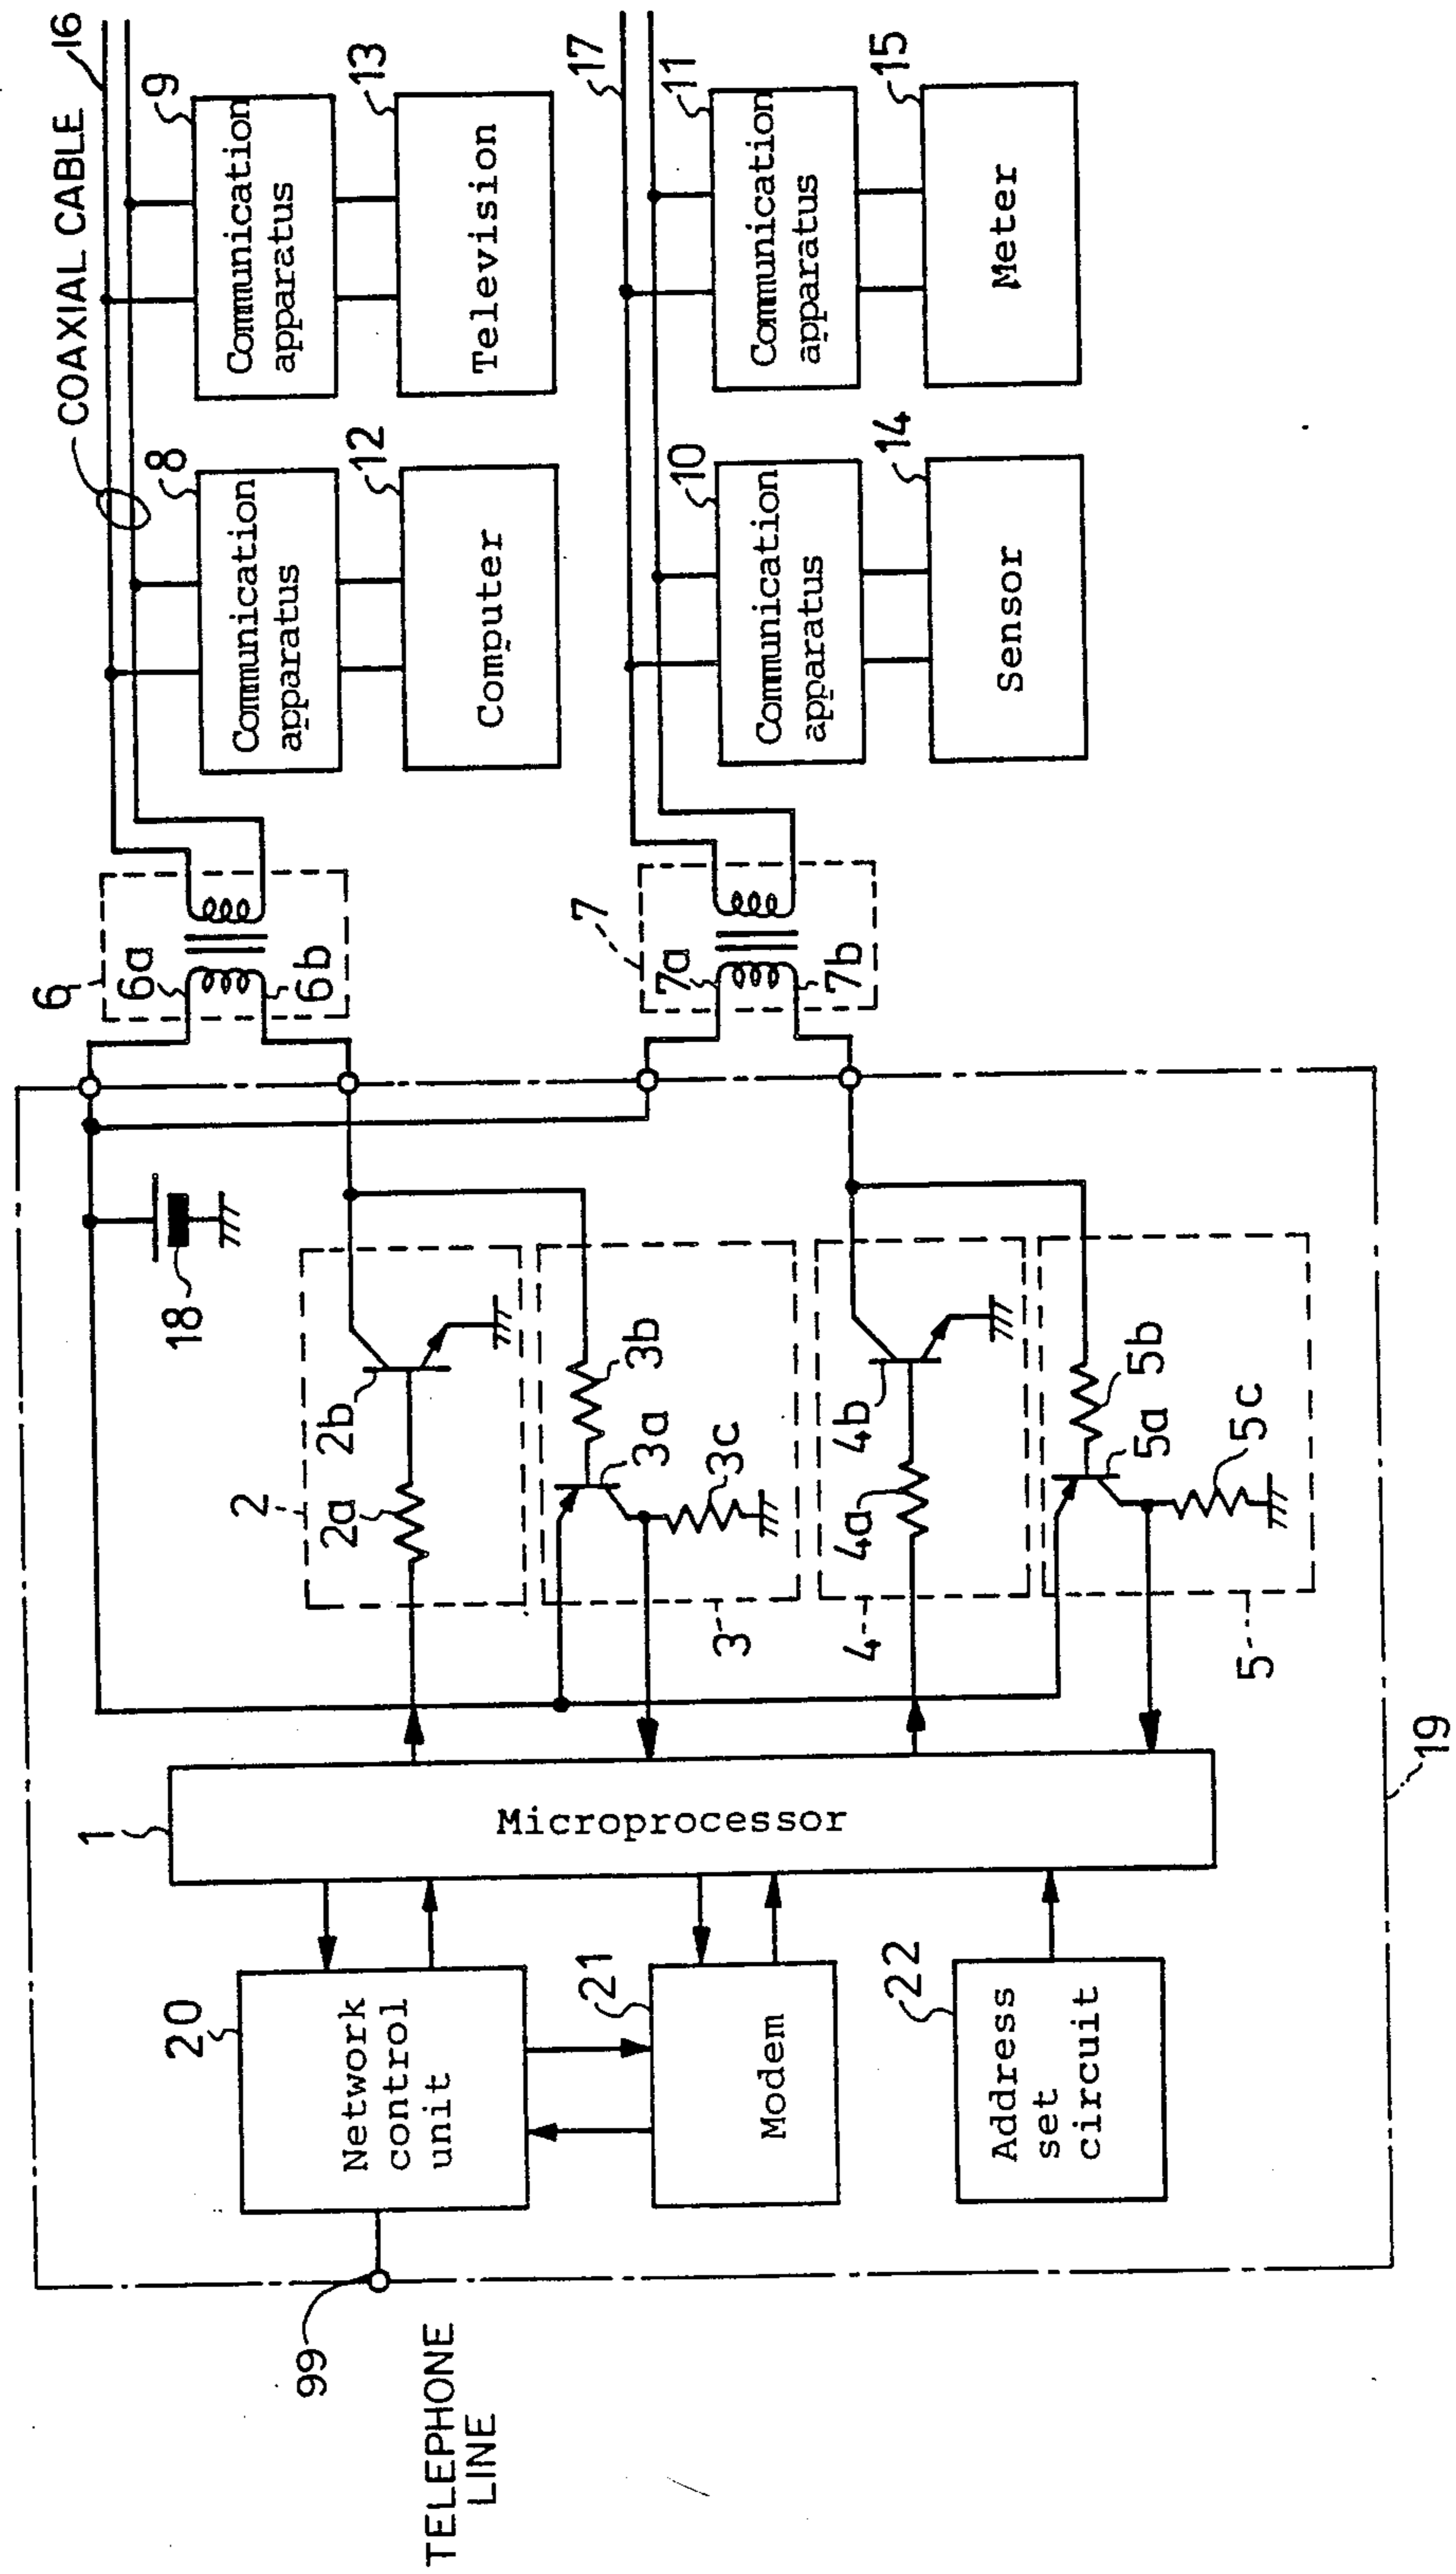 COAXIAL CABLE
16
6
6a
6b
8
Communication
apparatus
9
Communication
apparatus
12
Computer
13
Television
17
7
7a
7b
10
Communication
apparatus
11
Communication
apparatus
14
Sensor
15
Meter
18
2
2a
2b
3
3a
3b
3c
4
4a
4b
5
5a
5b
5c
1
Microprocessor
20
Network
control
unit
21
Modem
22
Address
set
circuit
19
99
TELEPHONE
LINE